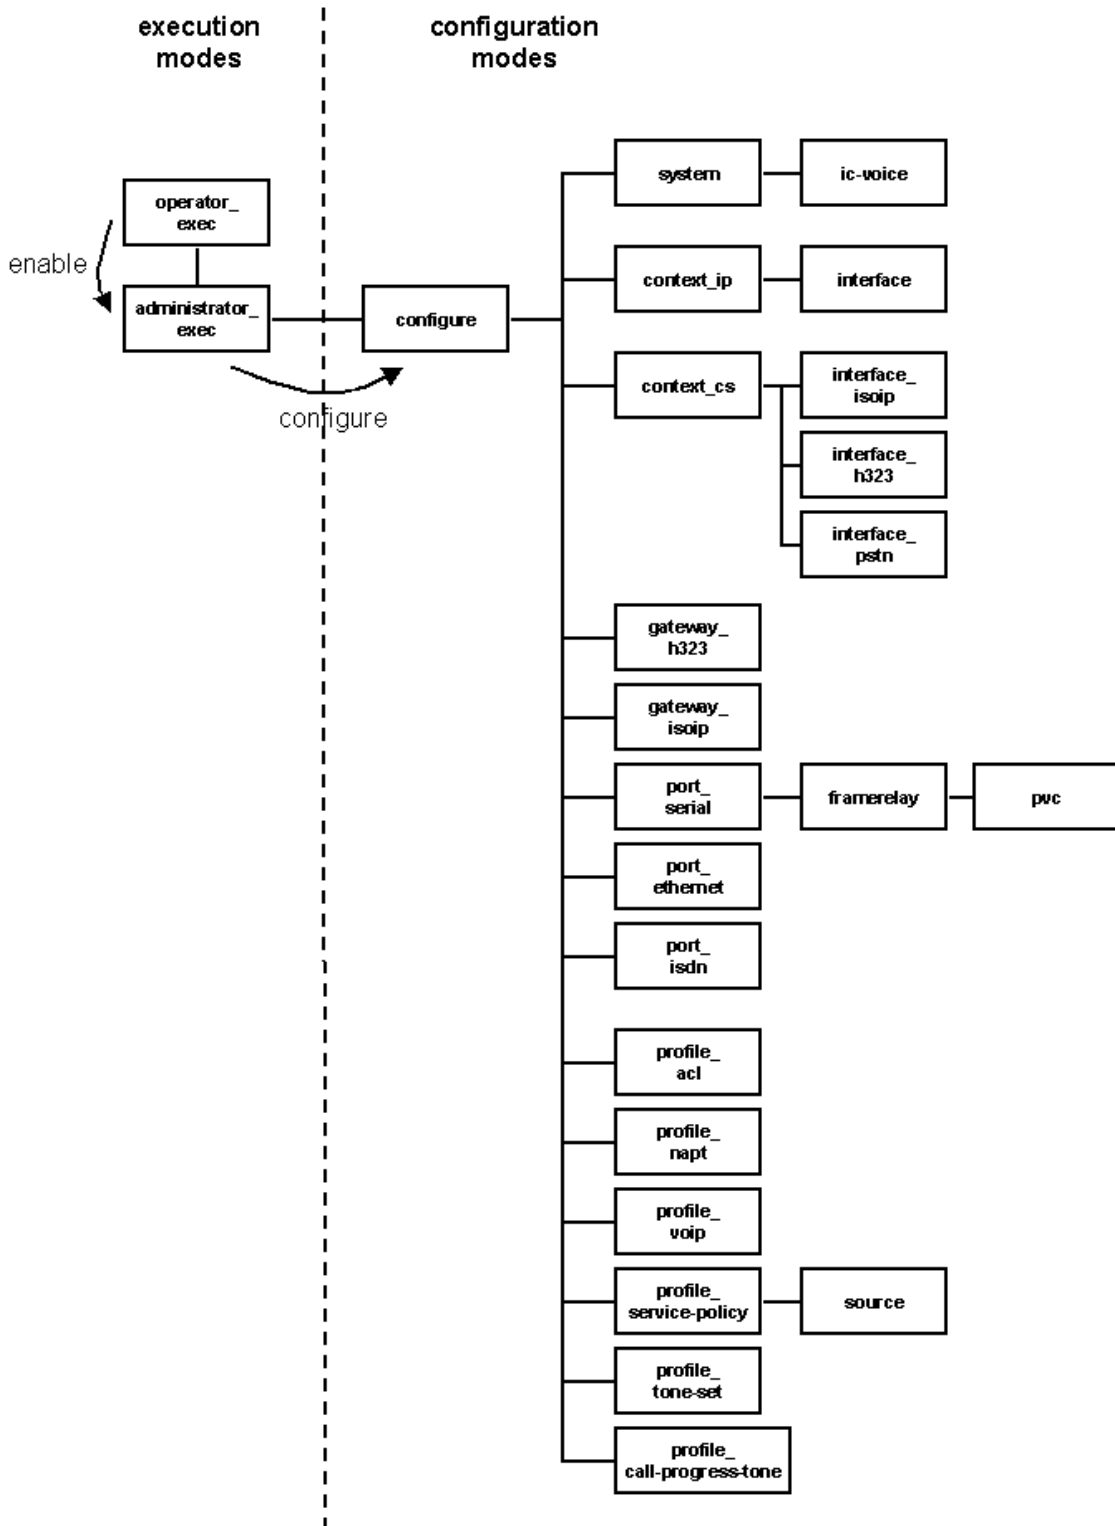 execution
modes
configuration
modes
operator_
exec
enable
administrator_
exec
configure
configure
system
ic-voice
context_ip
interface
context_cs
interface_
isoip
interface_
h323
interface_
pstn
gateway_
h323
gateway_
isoip
port_
serial
framerelay
pvc
port_
ethernet
port_
isdn
profile_
acl
profile_
napt
profile_
voip
profile_
service-policy
source
profile_
tone-set
profile_
call-progress-tone